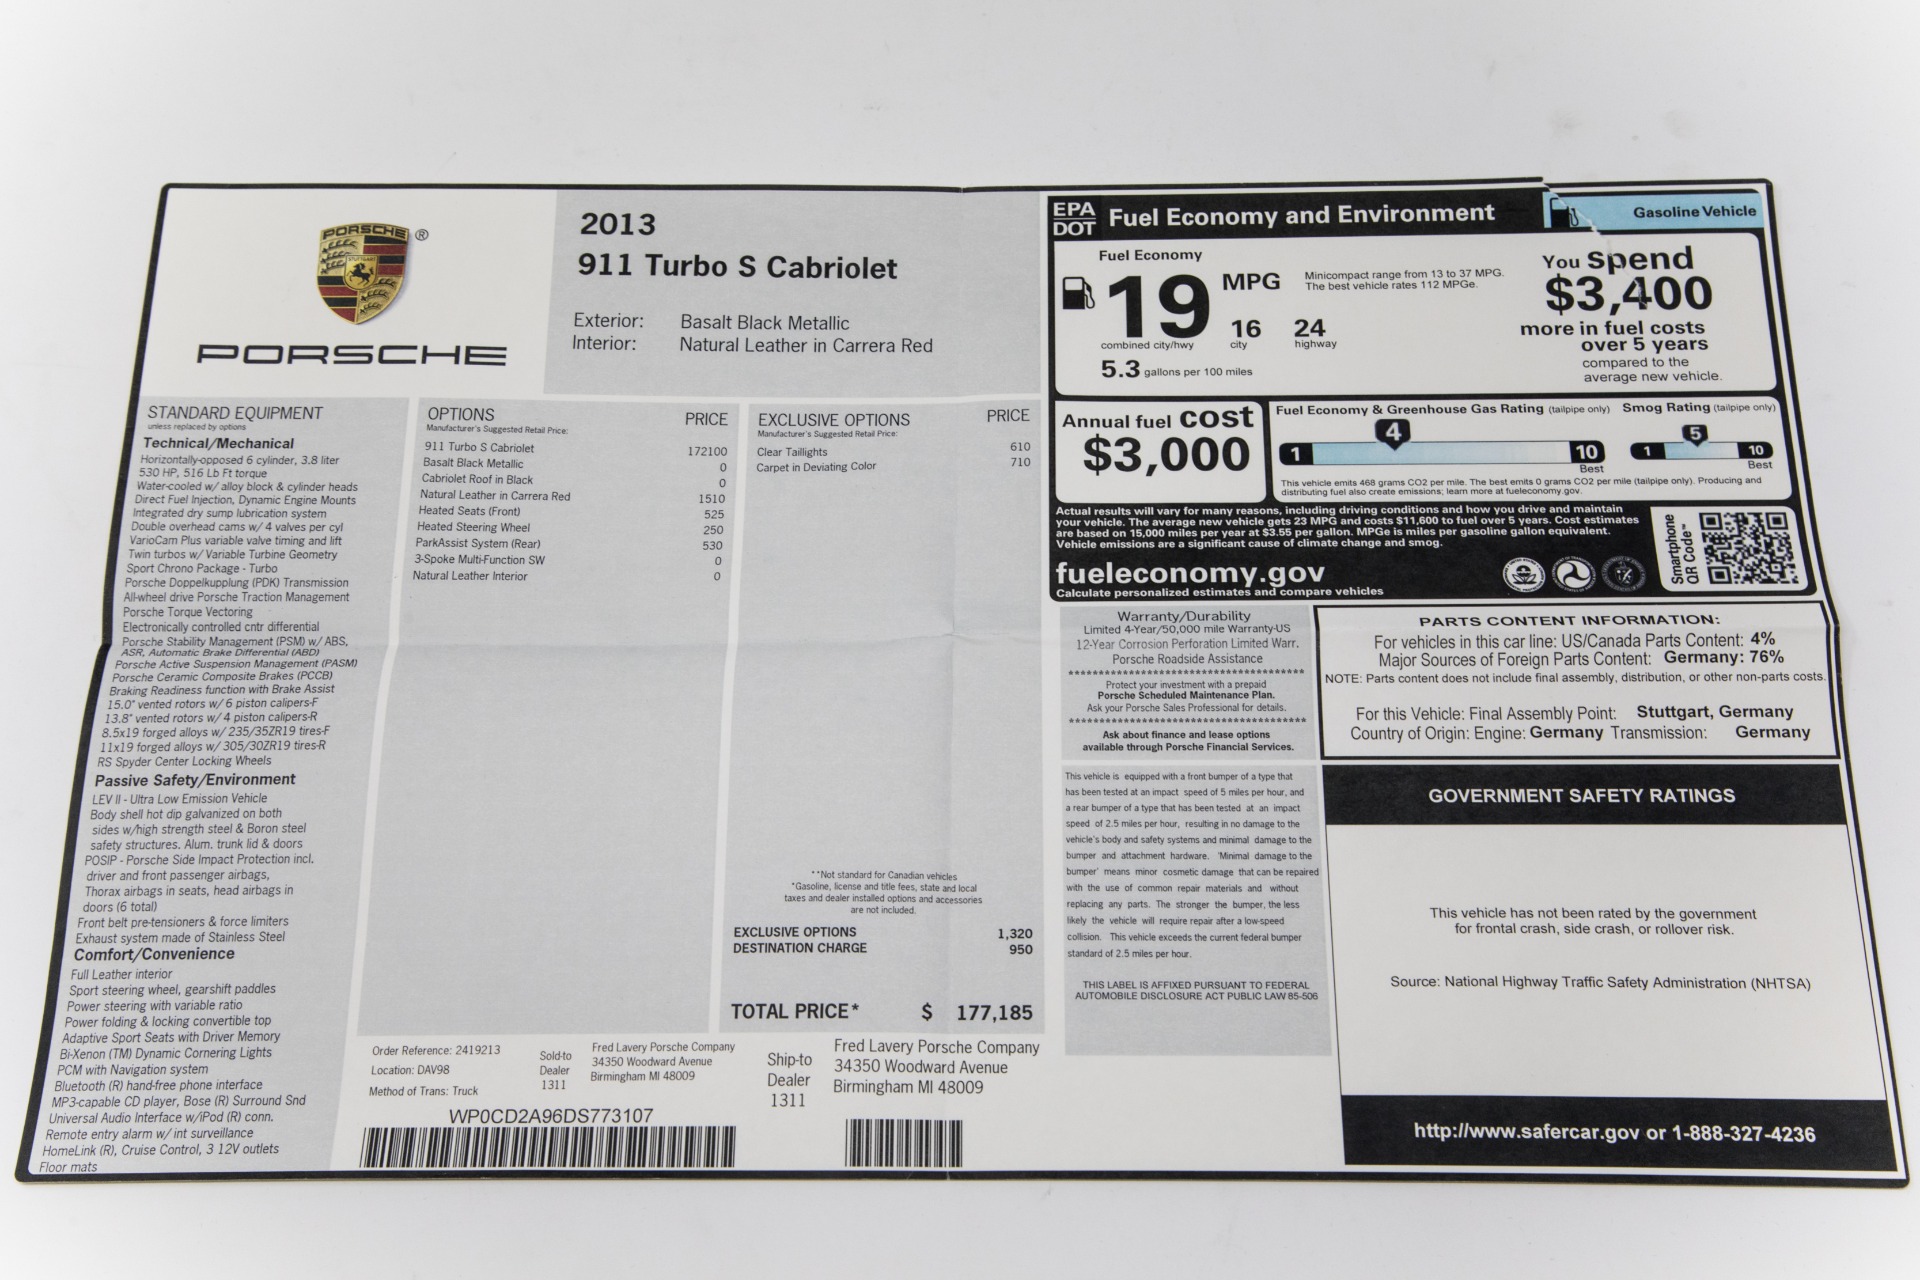 PORSCHE
STUTTGART
®
PORSCHE
2013
911 Turbo S Cabriolet
Exterior: Basalt Black Metallic
Interior: Natural Leather in Carrera Red
STANDARD EQUIPMENT
unless replaced by options
Technical/Mechanical
Horizontally-opposed 6 cylinder, 3.8 liter
530 HP, 516 Lb Ft torque
Water-cooled w/ alloy block & cylinder heads
Direct Fuel Injection, Dynamic Engine Mounts
Integrated dry sump lubrication system
Double overhead cams w/ 4 valves per cyl
VarioCam Plus variable valve timing and lift
Twin turbos w/ Variable Turbine Geometry
Sport Chrono Package - Turbo
Porsche Doppelkupplung (PDK) Transmission
All-wheel drive Porsche Traction Management
Porsche Torque Vectoring
Electronically controlled cntr differential
Porsche Stability Management (PSM) w/ ABS,
ASR, Automatic Brake Differential (ABD)
Porsche Active Suspension Management (PASM)
Porsche Ceramic Composite Brakes (PCCB)
Braking Readiness function with Brake Assist
15.0" vented rotors w/ 6 piston calipers-F
13.8" vented rotors w/ 4 piston calipers-R
8.5x19 forged alloys w/ 235/35ZR19 tires-F
11x19 forged alloys w/ 305/30ZR19 tires-R
RS Spyder Center Locking Wheels
Passive Safety/Environment
LEV II - Ultra Low Emission Vehicle
Body shell hot dip galvanized on both
sides w/high strength steel & Boron steel
safety structures. Alum. trunk lid & doors
POSIP - Porsche Side Impact Protection incl.
driver and front passenger airbags,
Thorax airbags in seats, head airbags in
doors (6 total)
Front belt pre-tensioners & force limiters
Exhaust system made of Stainless Steel
Comfort/Convenience
Full Leather interior
Sport steering wheel, gearshift paddles
Power steering with variable ratio
Power folding & locking convertible top
Adaptive Sport Seats with Driver Memory
Bi-Xenon (TM) Dynamic Cornering Lights
PCM with Navigation system
Bluetooth (R) hand-free phone interface
MP3-capable CD player, Bose (R) Surround Snd
Universal Audio Interface w/iPod (R) conn.
Remote entry alarm w/ int surveillance
HomeLink (R), Cruise Control, 3 12V outlets
Floor mats
OPTIONS PRICE
Manufacturer's Suggested Retail Price:
911 Turbo S Cabriolet 172100
Basalt Black Metallic 0
Cabriolet Roof in Black 0
Natural Leather in Carrera Red 1510
Heated Seats (Front) 525
Heated Steering Wheel 250
ParkAssist System (Rear) 530
3-Spoke Multi-Function SW 0
Natural Leather Interior 0
EXCLUSIVE OPTIONS PRICE
Manufacturer's Suggested Retail Price:
Clear Taillights 610
Carpet in Deviating Color 710
**Not standard for Canadian vehicles
*Gasoline, license and title fees, state and local
taxes and dealer installed options and accessories
are not included.
EXCLUSIVE OPTIONS 1,320
DESTINATION CHARGE 950
TOTAL PRICE* $ 177,185
Order Reference: 2419213
Location: DAV98
Method of Trans: Truck
Sold-to
Dealer
1311
Fred Lavery Porsche Company
34350 Woodward Avenue
Birmingham MI 48009
Ship-to
Dealer
1311
Fred Lavery Porsche Company
34350 Woodward Avenue
Birmingham MI 48009
WP0CD2A96DS773107
EPA
DOT
Fuel Economy and Environment
Gasoline Vehicle
Fuel Economy
19 MPG
combined city/hwy
16
city
24
highway
5.3 gallons per 100 miles
Minicompact range from 13 to 37 MPG.
The best vehicle rates 112 MPGe.
You Spend
$3,400
more in fuel costs
over 5 years
compared to the
average new vehicle.
Annual fuel cost
$3,000
Fuel Economy & Greenhouse Gas Rating (tailpipe only)
1 4 10
Best
Smog Rating (tailpipe only)
1 5 10
Best
This vehicle emits 468 grams CO2 per mile. The best emits 0 grams CO2 per mile (tailpipe only). Producing and
distributing fuel also create emissions; learn more at fueleconomy.gov.
Actual results will vary for many reasons, including driving conditions and how you drive and maintain
your vehicle. The average new vehicle gets 23 MPG and costs $11,600 to fuel over 5 years. Cost estimates
are based on 15,000 miles per year at $3.55 per gallon. MPGe is miles per gasoline gallon equivalent.
Vehicle emissions are a significant cause of climate change and smog.
fueleconomy.gov
Calculate personalized estimates and compare vehicles
Smartphone
QR Code™
Warranty/Durability
Limited 4-Year/50,000 mile Warranty-US
12-Year Corrosion Perforation Limited Warr.
Porsche Roadside Assistance
************************************
Protect your investment with a prepaid
Porsche Scheduled Maintenance Plan.
Ask your Porsche Sales Professional for details.
************************************
Ask about finance and lease options
available through Porsche Financial Services.
This vehicle is equipped with a front bumper of a type that
has been tested at an impact speed of 5 miles per hour, and
a rear bumper of a type that has been tested at an impact
speed of 2.5 miles per hour, resulting in no damage to the
vehicle's body and safety systems and minimal damage to the
bumper and attachment hardware. 'Minimal damage to the
bumper' means minor cosmetic damage that can be repaired
with the use of common repair materials and without
replacing any parts. The stronger the bumper, the less
likely the vehicle will require repair after a low-speed
collision. This vehicle exceeds the current federal bumper
standard of 2.5 miles per hour.
THIS LABEL IS AFFIXED PURSUANT TO FEDERAL
AUTOMOBILE DISCLOSURE ACT PUBLIC LAW 85-506
PARTS CONTENT INFORMATION:
For vehicles in this car line: US/Canada Parts Content: 4%
Major Sources of Foreign Parts Content: Germany: 76%
NOTE: Parts content does not include final assembly, distribution, or other non-parts costs.
For this Vehicle: Final Assembly Point: Stuttgart, Germany
Country of Origin: Engine: Germany Transmission: Germany
GOVERNMENT SAFETY RATINGS
This vehicle has not been rated by the government
for frontal crash, side crash, or rollover risk.
Source: National Highway Traffic Safety Administration (NHTSA)
http://www.safercar.gov or 1-888-327-4236